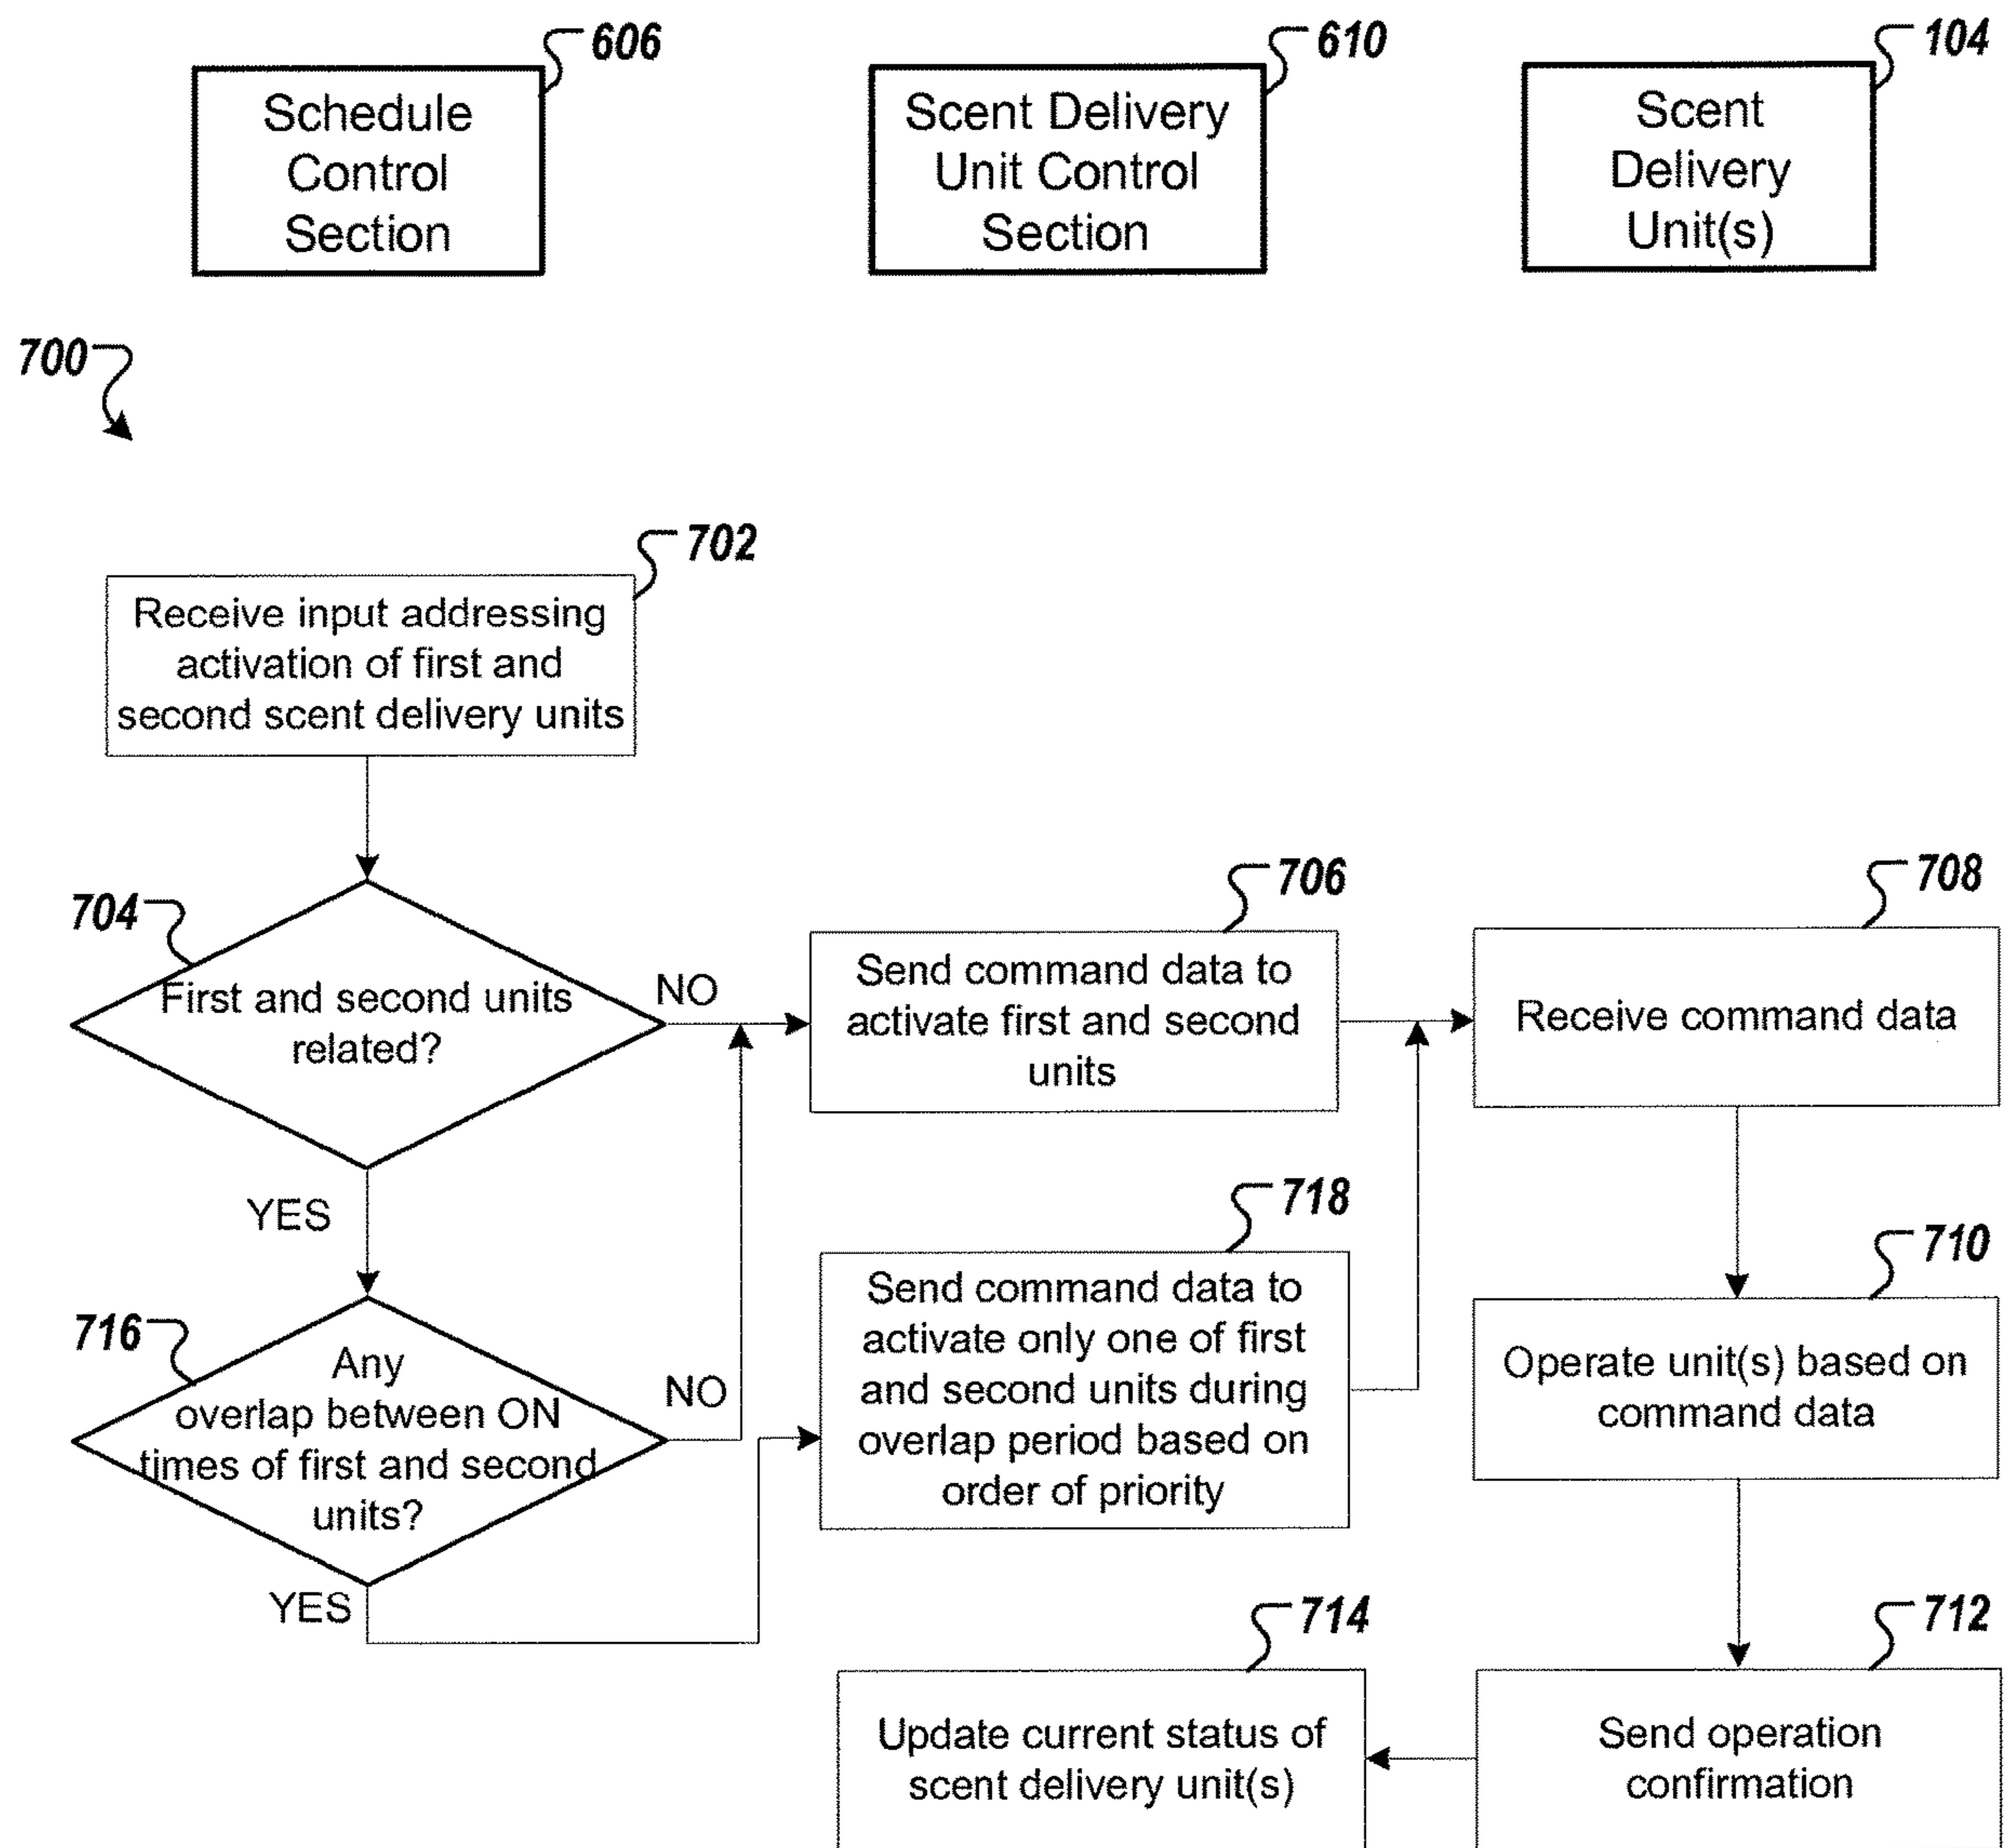 606
Schedule
Control
Section
610
Scent Delivery
Unit Control
Section
104
Scent
Delivery
Unit(s)
700
702
Receive input addressing
activation of first and
second scent delivery units
704
First and second units
related?
NO
YES
706
Send command data to
activate first and second
units
708
Receive command data
716
Any
overlap between ON
times of first and second
units?
NO
YES
718
Send command data to
activate only one of first
and second units during
overlap period based on
order of priority
710
Operate unit(s) based on
command data
712
Send operation
confirmation
714
Update current status of
scent delivery unit(s)